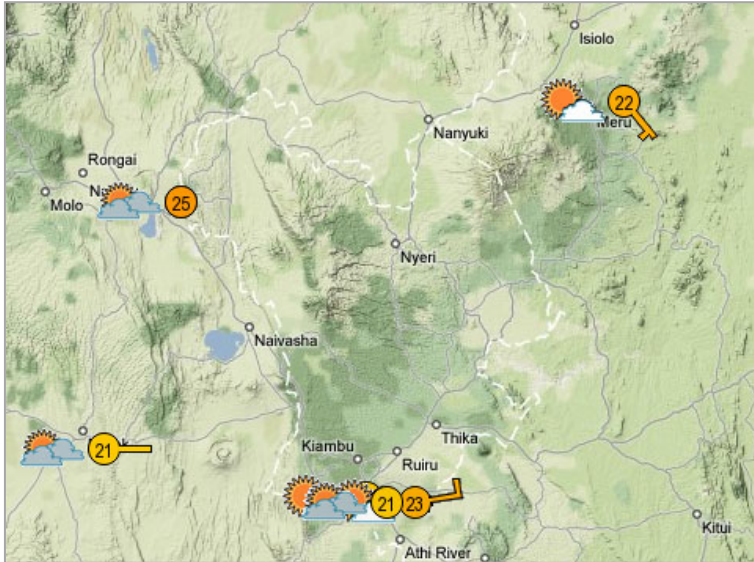 Isiolo
22
Meru
Nanyuki
Rongai
Molo
25
Nyeri
Naivasha
21
Thika
Kiambu
Ruiru
21
23
Kitui
Athi River